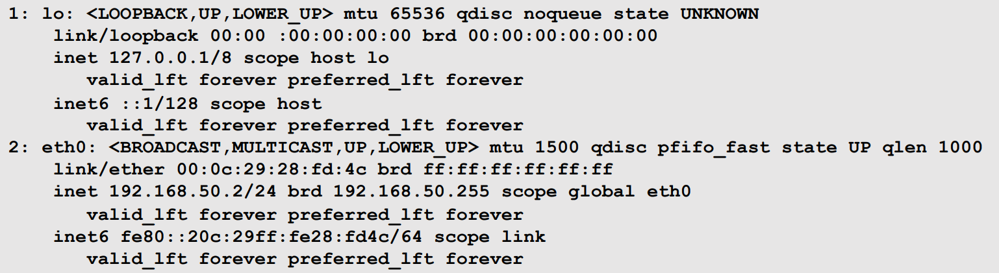 1: lo: <LOOPBACK,UP,LOWER_UP> mtu 65536 qdisc noqueue state UNKNOWN
link/loopback 00:00 :00:00:00:00 brd 00:00:00:00:00:00
inet 127.0.0.1/8 scope host lo
valid_lft forever preferred_lft forever
inet6 ::1/128 scope host
valid_lft forever preferred_lft forever
2: eth0: <BROADCAST,MULTICAST,UP,LOWER_UP> mtu 1500 qdisc pfifo_fast state UP qlen 1000
link/ether 00:0c:29:28:fd:4c brd ff:ff:ff:ff:ff:ff
inet 192.168.50.2/24 brd 192.168.50.255 scope global eth0
valid_lft forever preferred_lft forever
inet6 fe80::20c:29ff:fe28:fd4c/64 scope link
valid_lft forever preferred_lft forever